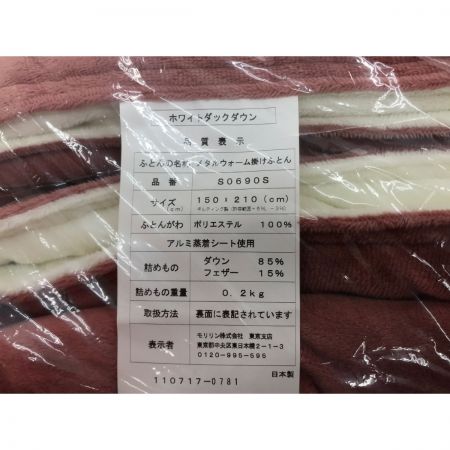 ホワイトダックダウン
品質表示
ふとんの名称 メタルウォーム掛けふとん
品番 S0690S
サイズ(cm) 150×210(cm)
ふとんがわ ポリエステル 100%
アルミ蒸着シート使用
詰めもの ダウン 85%
フェザー 15%
詰めもの重量 0.2kg
取扱方法 裏面に表記されています
表示者 モリリン株式会社 東京支店
東京都中央区東日本橋2-1-3
0120-995-595
110717-0781
日本製